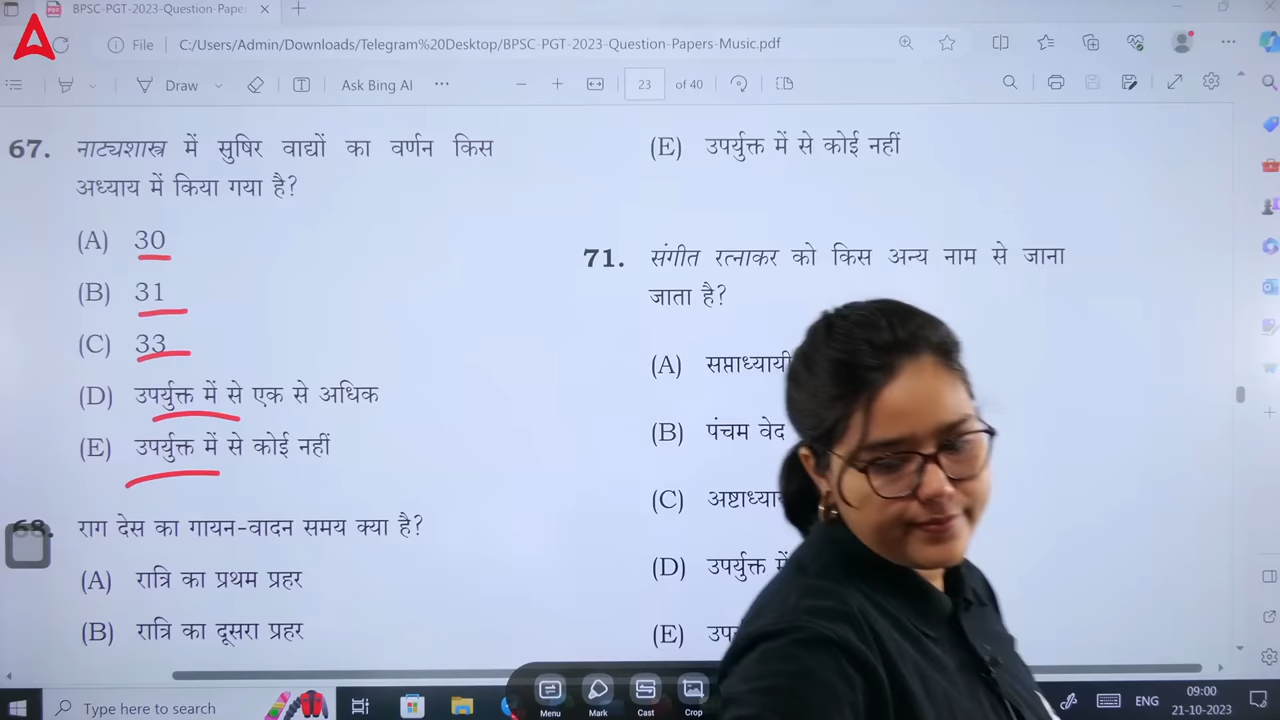 BPSC-PGT-2023-Question-Pape
File
C:/Users/Admin/Downloads/Telegram%20Desktop/BPSC-PGT-2023-Question-Papers-Music.pdf
Draw
Ask Bing AI
23
of 40
67. नाट्यशास्त्र में सुषिर वाद्यों का वर्णन किस
अध्याय में किया गया है?
(A) 30
(B) 31
(C) 33
(D) उपर्युक्त में से एक से अधिक
(E) उपर्युक्त में से कोई नहीं
68. राग देस का गायन-वादन समय क्या है?
(A) रात्रि का प्रथम प्रहर
(B) रात्रि का दूसरा प्रहर
(E) उपर्युक्त में से कोई नहीं
71. संगीत रत्नाकर को किस अन्य नाम से जाना
जाता है?
(A) सप्ताध्यायी
(B) पंचम वेद
(C)
(D) उपर्युक्त
(E)
Type here to search
Menu
Mark
Cast
Crop
ENG
09:00
21-10-2023